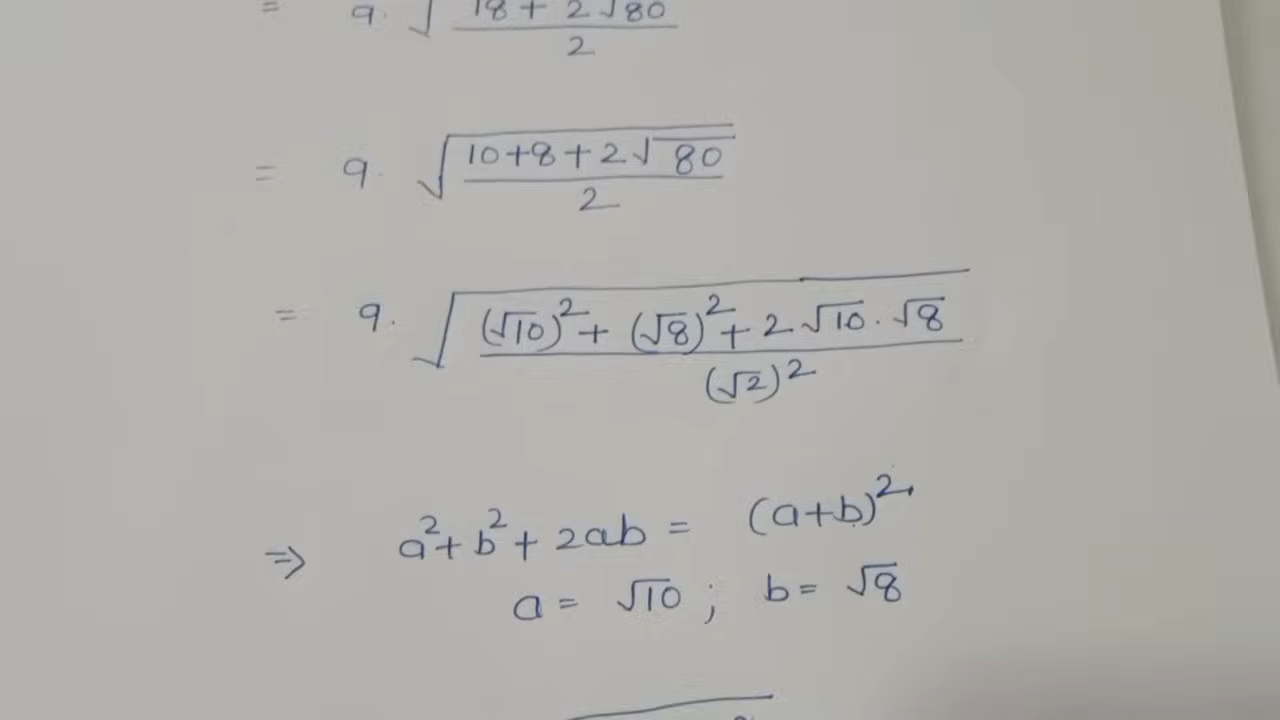 = 9. √(18 + 2√80)/2
= 9. √(10+8+2√80)/2
= 9. √((√10)² + (√8)² + 2√10 . √8)/(√2)²
⇒ a² + b² + 2ab = (a+b)²
a = √10 ; b = √8